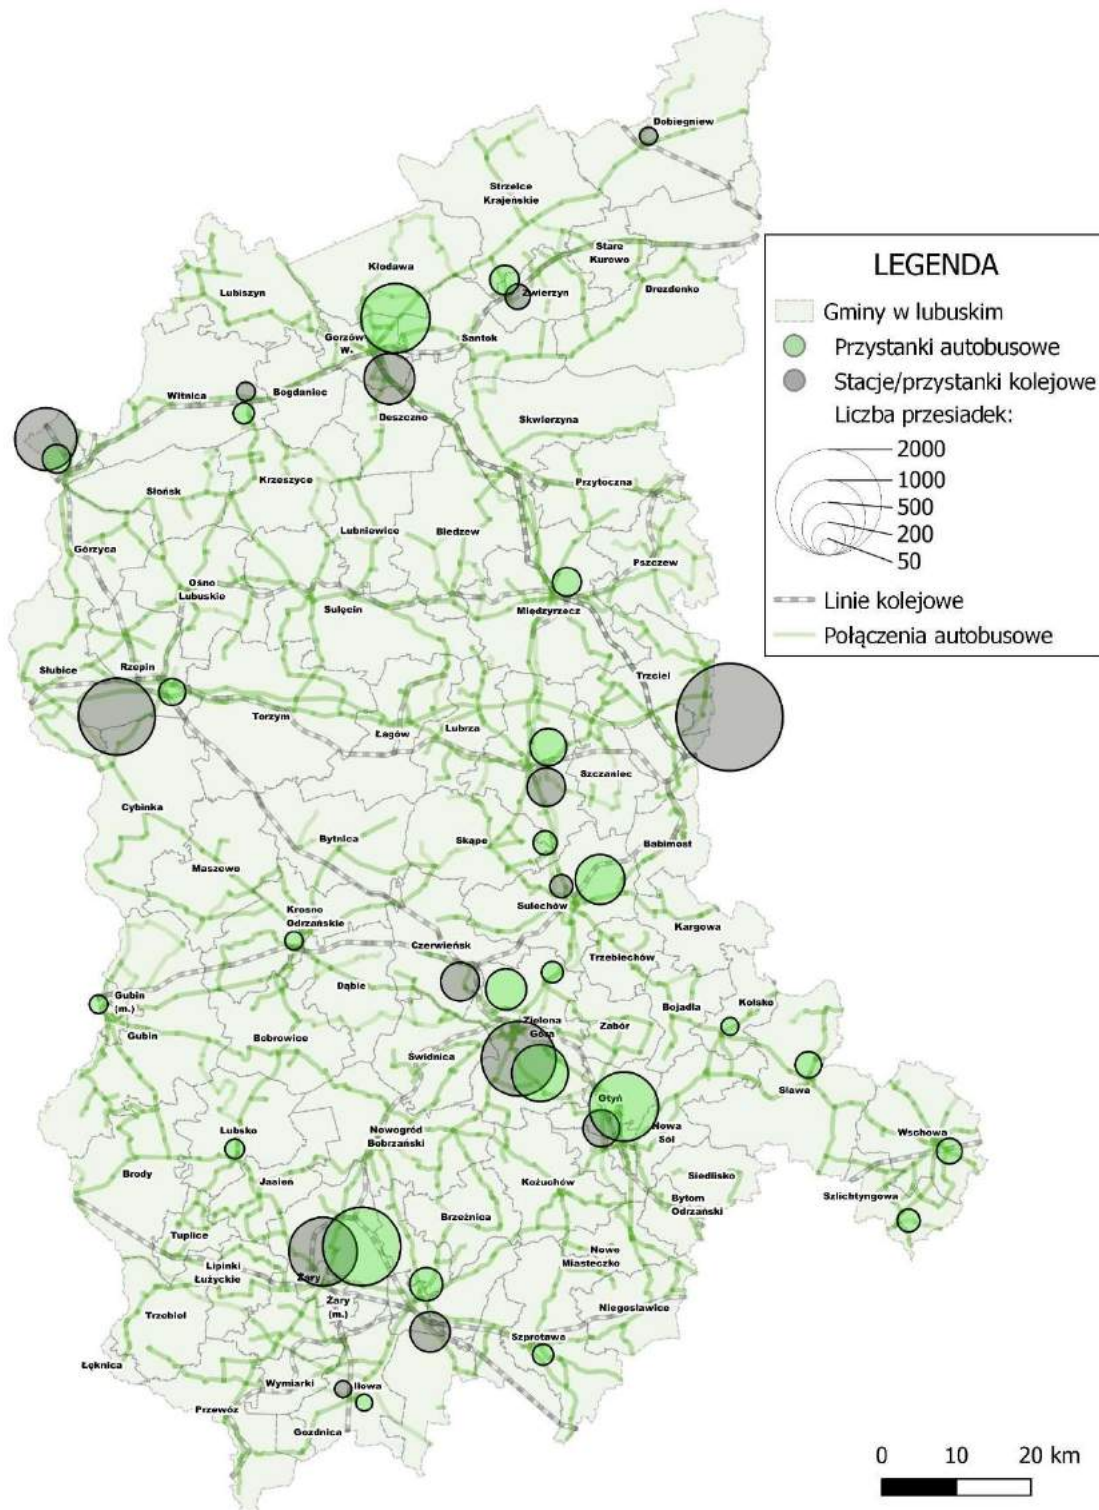 Dobiegniew
Strzelce
Krajeńskie
Stare
Kurowo
Kłodawa
Zwierzyn
Drezdenko
Lubiszyn
Gorzów
W.
Santok
Witnica
Bogdaniec
Deszczno
Skwierzyna
Słońsk
Krzeszyce
Przytoczna
Lubniewice
Bledzew
Górzyca
Pszczew
Ośno
Lubuskie
Sulęcin
Międzyrzecz
Słubice
Rzepin
Trzciel
Torzym
Łagów
Lubrza
Szczaniec
Cybinka
Bytnica
Skąpe
Babimost
Maszewo
Sulechów
Krosno
Odrzańskie
Kargowa
Czerwieńsk
Trzebiechów
Gubin
(m.)
Dąbie
Bojadła
Kolsko
Gubin
Bobrowice
Zielona
Góra
Zabór
Świdnica
Sława
Otyń
Lubsko
Nowogród
Bobrzański
Nowa
Sól
Wschowa
Brody
Jasień
Kożuchów
Siedlisko
Szlichtyngowa
Bytom
Odrzański
Brzeźnica
Tuplice
Nowe
Miasteczko
Lipinki
Łużyckie
Żary
Żary
(m.)
Trzebiel
Niegosławice
Szprotawa
Łęknica
Wymiarki
Iłowa
Przewóz
Gozdnica
LEGENDA
Gminy w lubuskim
Przystanki autobusowe
Stacje/przystanki kolejowe
Liczba przesiadek:
2000
1000
500
200
50
Linie kolejowe
Połączenia autobusowe
0 10 20 km